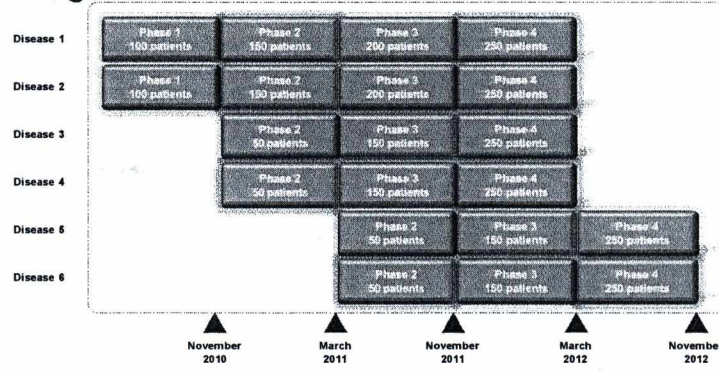 Disease 1
Phase 1 Phase 2 Phase 3 Phase 4
100 patients 150 patients 200 patients 250 patients
Disease 2
Phase 1 Phase 2 Phase 3 Phase 4
100 patients 150 patients 200 patients 250 patients
Disease 3
Phase 2 Phase 3 Phase 4
50 patients 150 patients 250 patients
Disease 4
Phase 2 Phase 3 Phase 4
50 patients 150 patients 250 patients
Disease 5
Phase 2 Phase 3 Phase 4
50 patients 150 patients 250 patients
Disease 6
Phase 2 Phase 3 Phase 4
50 patients 150 patients 250 patients
November March November March Novembe
2010 2011 2011 2012 2012